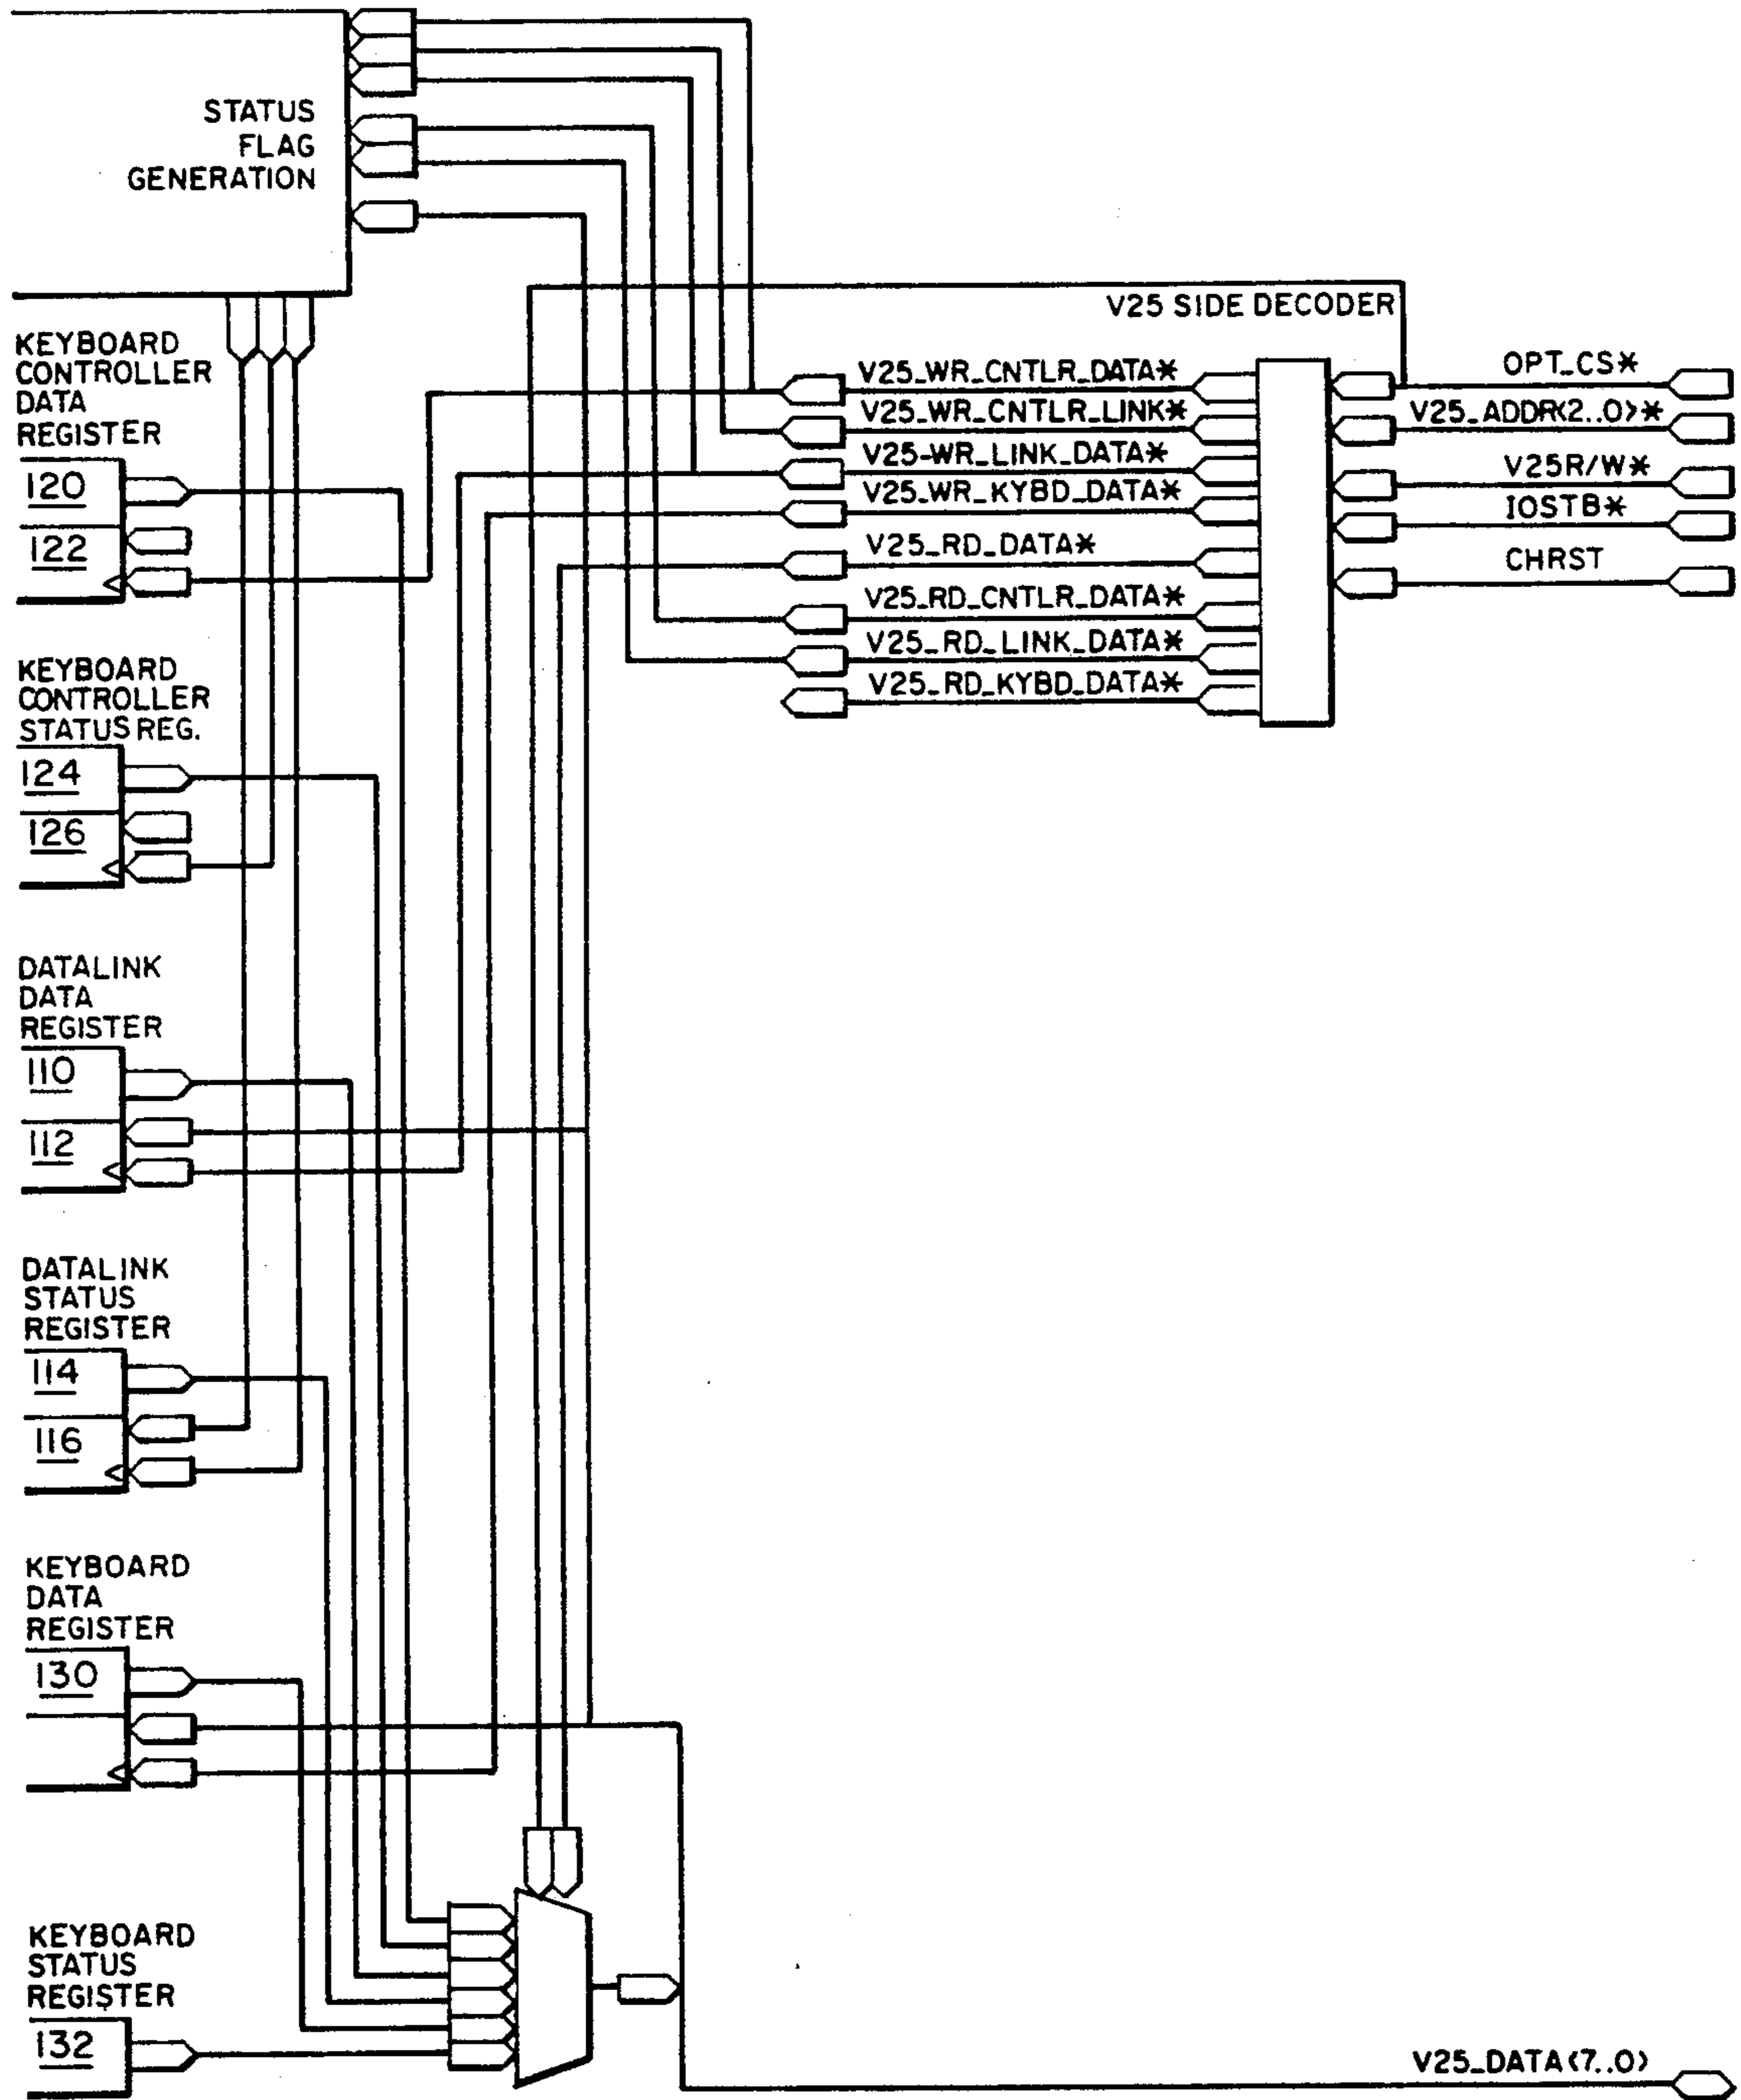 STATUS
FLAG
GENERATION
V25 SIDE DECODER
V25_WR_CNTLR_DATA*
V25_WR_CNTLR_LINK*
V25-WR_LINK_DATA*
V25_WR_KYBD_DATA*
V25_RD_DATA*
V25_RD_CNTLR_DATA*
V25_RD_LINK_DATA*
V25_RD_KYBD_DATA*
OPT_CS*
V25_ADDR<2..0>*
V25R/W*
IOSTB*
CHRST
KEYBOARD
CONTROLLER
DATA
REGISTER
120
122
KEYBOARD
CONTROLLER
STATUS REG.
124
126
DATALINK
DATA
REGISTER
110
112
DATALINK
STATUS
REGISTER
114
116
KEYBOARD
DATA
REGISTER
130
KEYBOARD
STATUS
REGISTER
132
V25_DATA<7..0>